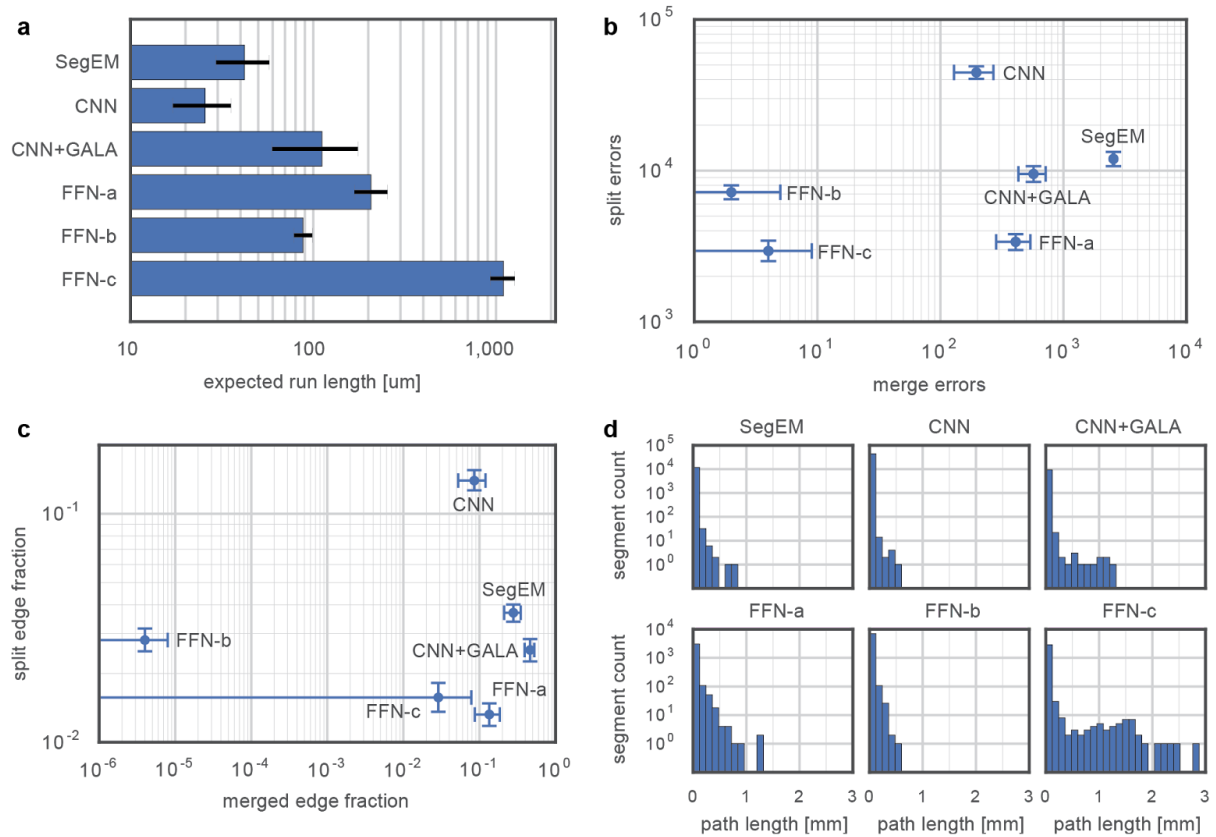 a
SegEM
CNN
CNN+GALA
FFN-a
FFN-b
FFN-c
10
100
1,000
expected run length [um]
b
10^5
10^4
10^3
split errors
CNN
SegEM
CNN+GALA
FFN-b
FFN-a
FFN-c
10^0
10^1
10^2
10^3
10^4
merge errors
c
10^-1
10^-2
split edge fraction
CNN
SegEM
FFN-b
CNN+GALA
FFN-a
FFN-c
10^-6
10^-5
10^-4
10^-3
10^-2
10^-1
10^0
merged edge fraction
d
SegEM
CNN
CNN+GALA
10^5
10^4
10^3
10^2
10^1
10^0
segment count
FFN-a
FFN-b
FFN-c
10^4
10^3
10^2
10^1
10^0
segment count
0 1 2 3
0 1 2 3
0 1 2 3
path length [mm]
path length [mm]
path length [mm]